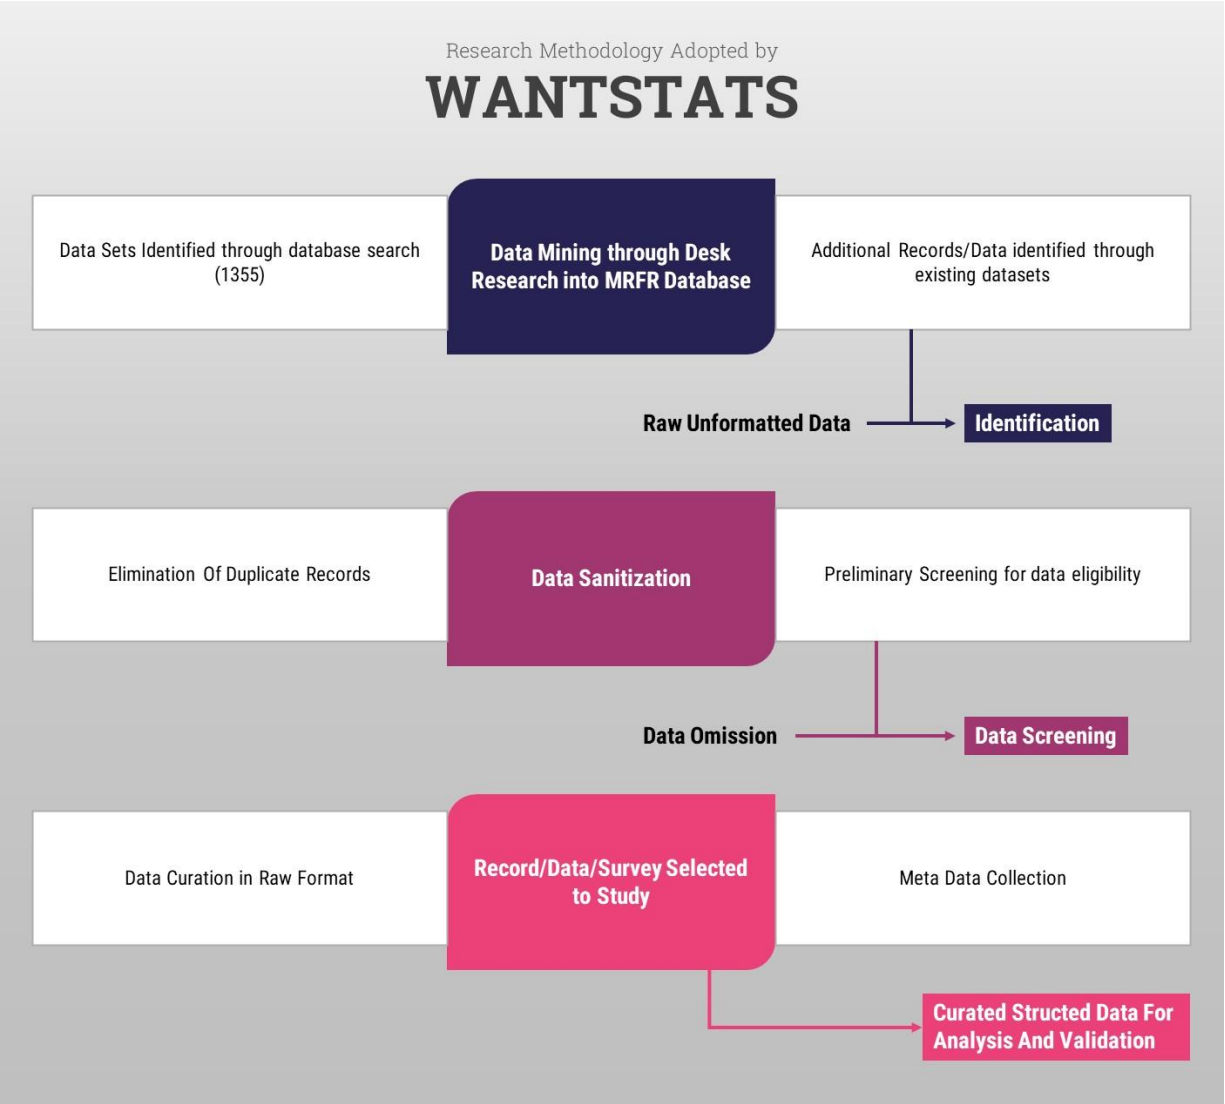 Research Methodology Adopted by
WANTSTATS
Data Sets Identified through database search
(1355)
Data Mining through Desk
Research into MRFR Database
Additional Records/Data identified through
existing datasets
Raw Unformatted Data
Identification
Elimination Of Duplicate Records
Data Sanitization
Preliminary Screening for data eligibility
Data Omission
Data Screening
Data Curation in Raw Format
Record/Data/Survey Selected
to Study
Meta Data Collection
Curated Structed Data For
Analysis And Validation